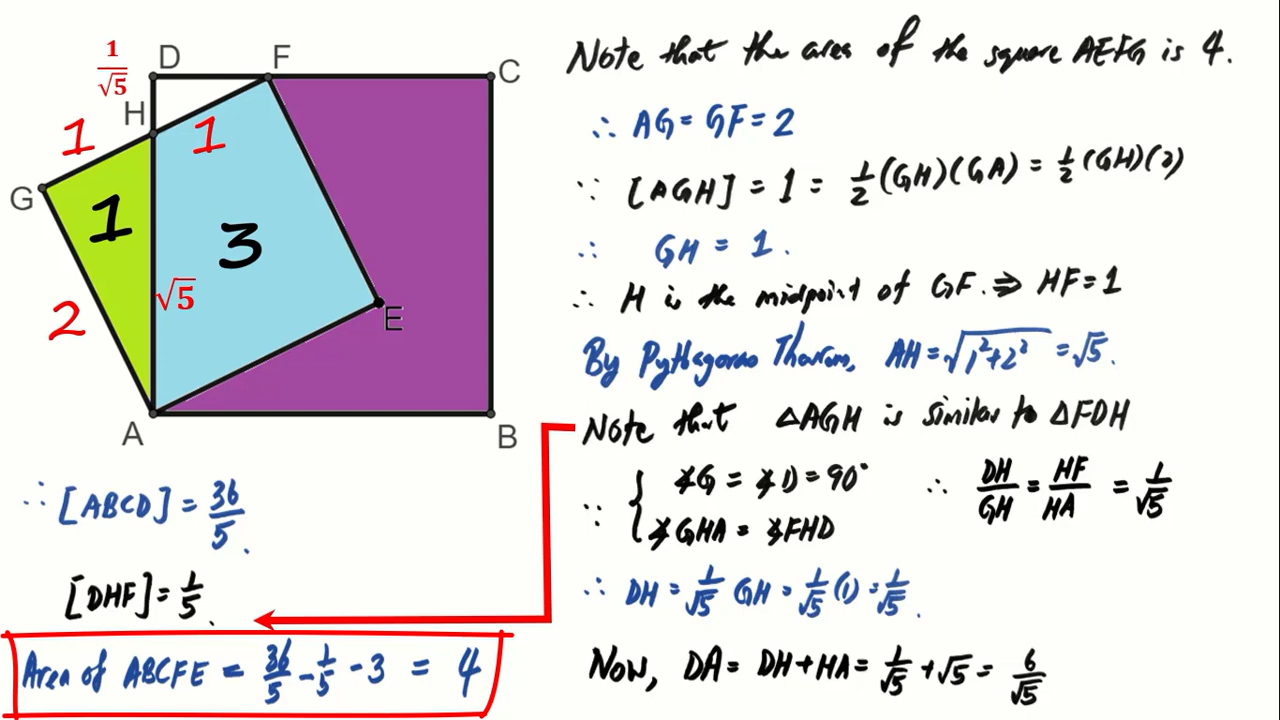 D F C
1/√5
H
1 1
G
1
3
√5
2
E
A B
Note that the area of the square AEFG is 4.
∴ AG = GF = 2
∵ [AGH] = 1 = 1/2 (GH)(GA) = 1/2 (GH)(2)
∴ GH = 1.
∴ H is the midpoint of GF. ⇒ HF = 1
By Pythagoras Theorem, AH = √(1²+2²) = √5.
Note that △AGH is similar to △FDH
∵ { ∡G = ∡D = 90°
∡GHA = ∡FHD
∴ DH/GH = HF/HA = 1/√5
∴ DH = 1/√5 GH = 1/√5 (1) = 1/√5.
Now, DA = DH + HA = 1/√5 + √5 = 6/√5
∴ [ABCD] = 36/5.
[DHF] = 1/5.
Area of ABCFE = 36/5 - 1/5 - 3 = 4